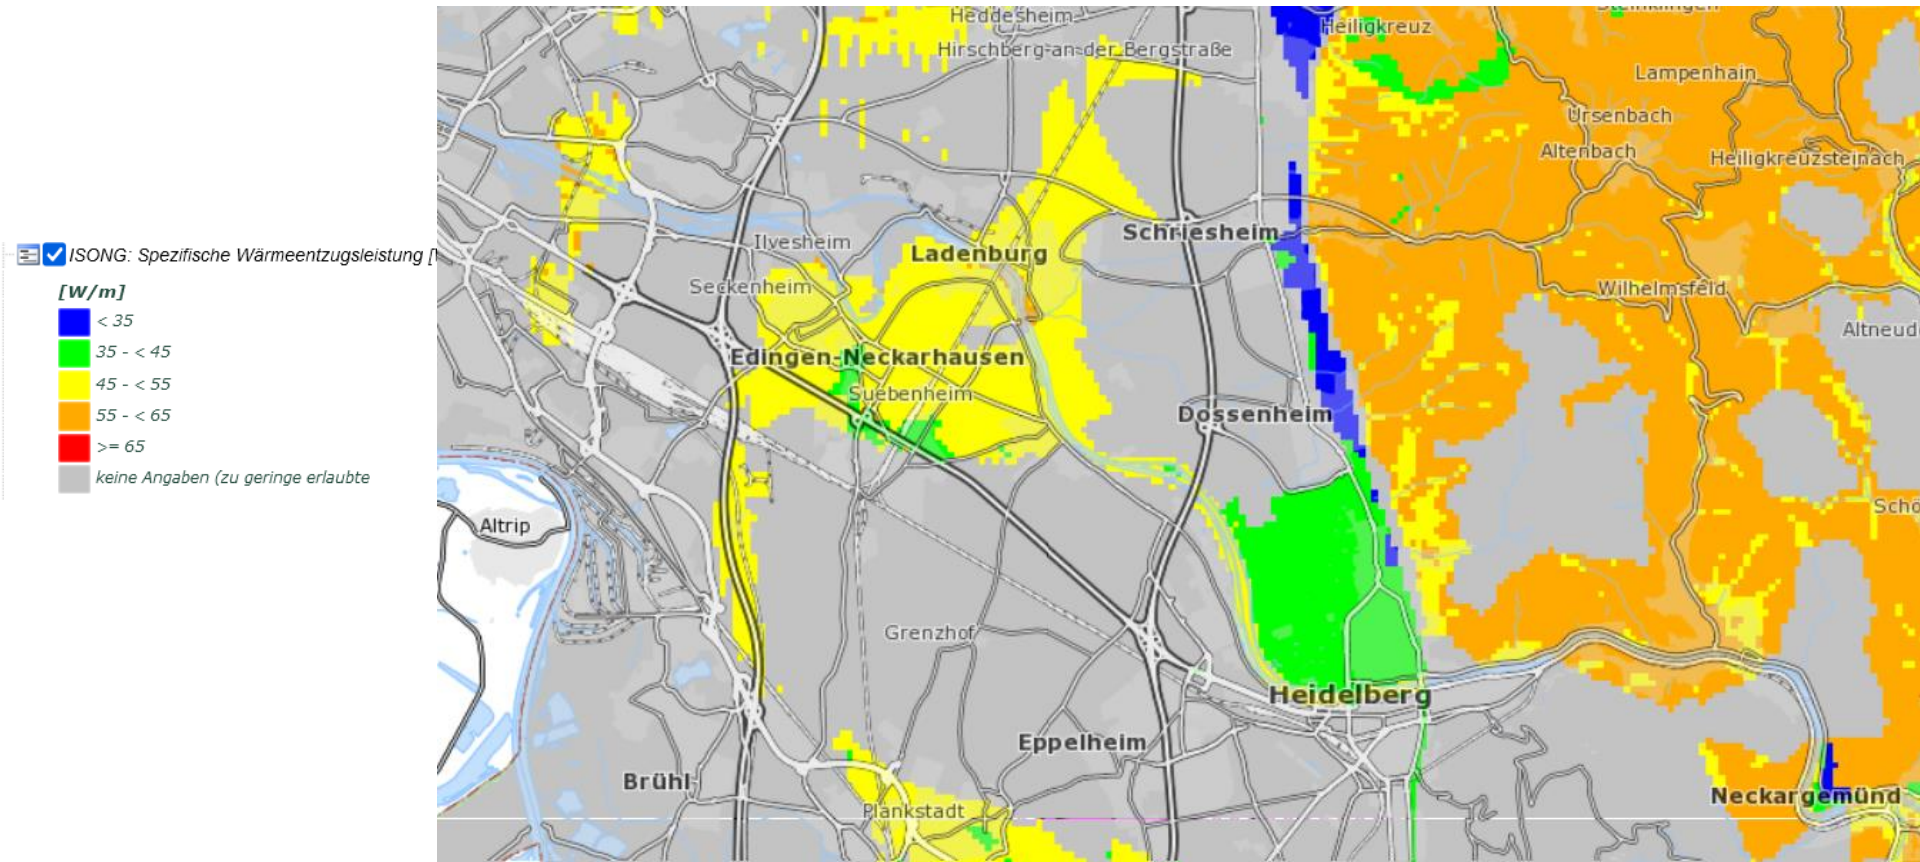 ISONG: Spezifische Wärmeentzugsleistung [
[W/m]
< 35
35 - < 45
45 - < 55
55 - < 65
>= 65
keine Angaben (zu geringe erlaubte
Heddesheim
Heiligkreuz
Hirschberg-an-der Bergstraße
Lampenhain
Ursenbach
Altenbach
Heiligkreuzsteinach
Schriesheim
Ilvesheim
Ladenburg
Seckenheim
Wilhelmsfeld
Altneud
Edingen-Neckarhausen
Suebenheim
Dossenheim
Schö
Altrip
Grenzhof
Heidelberg
Eppelheim
Brühl
Neckargemünd
Plankstadt